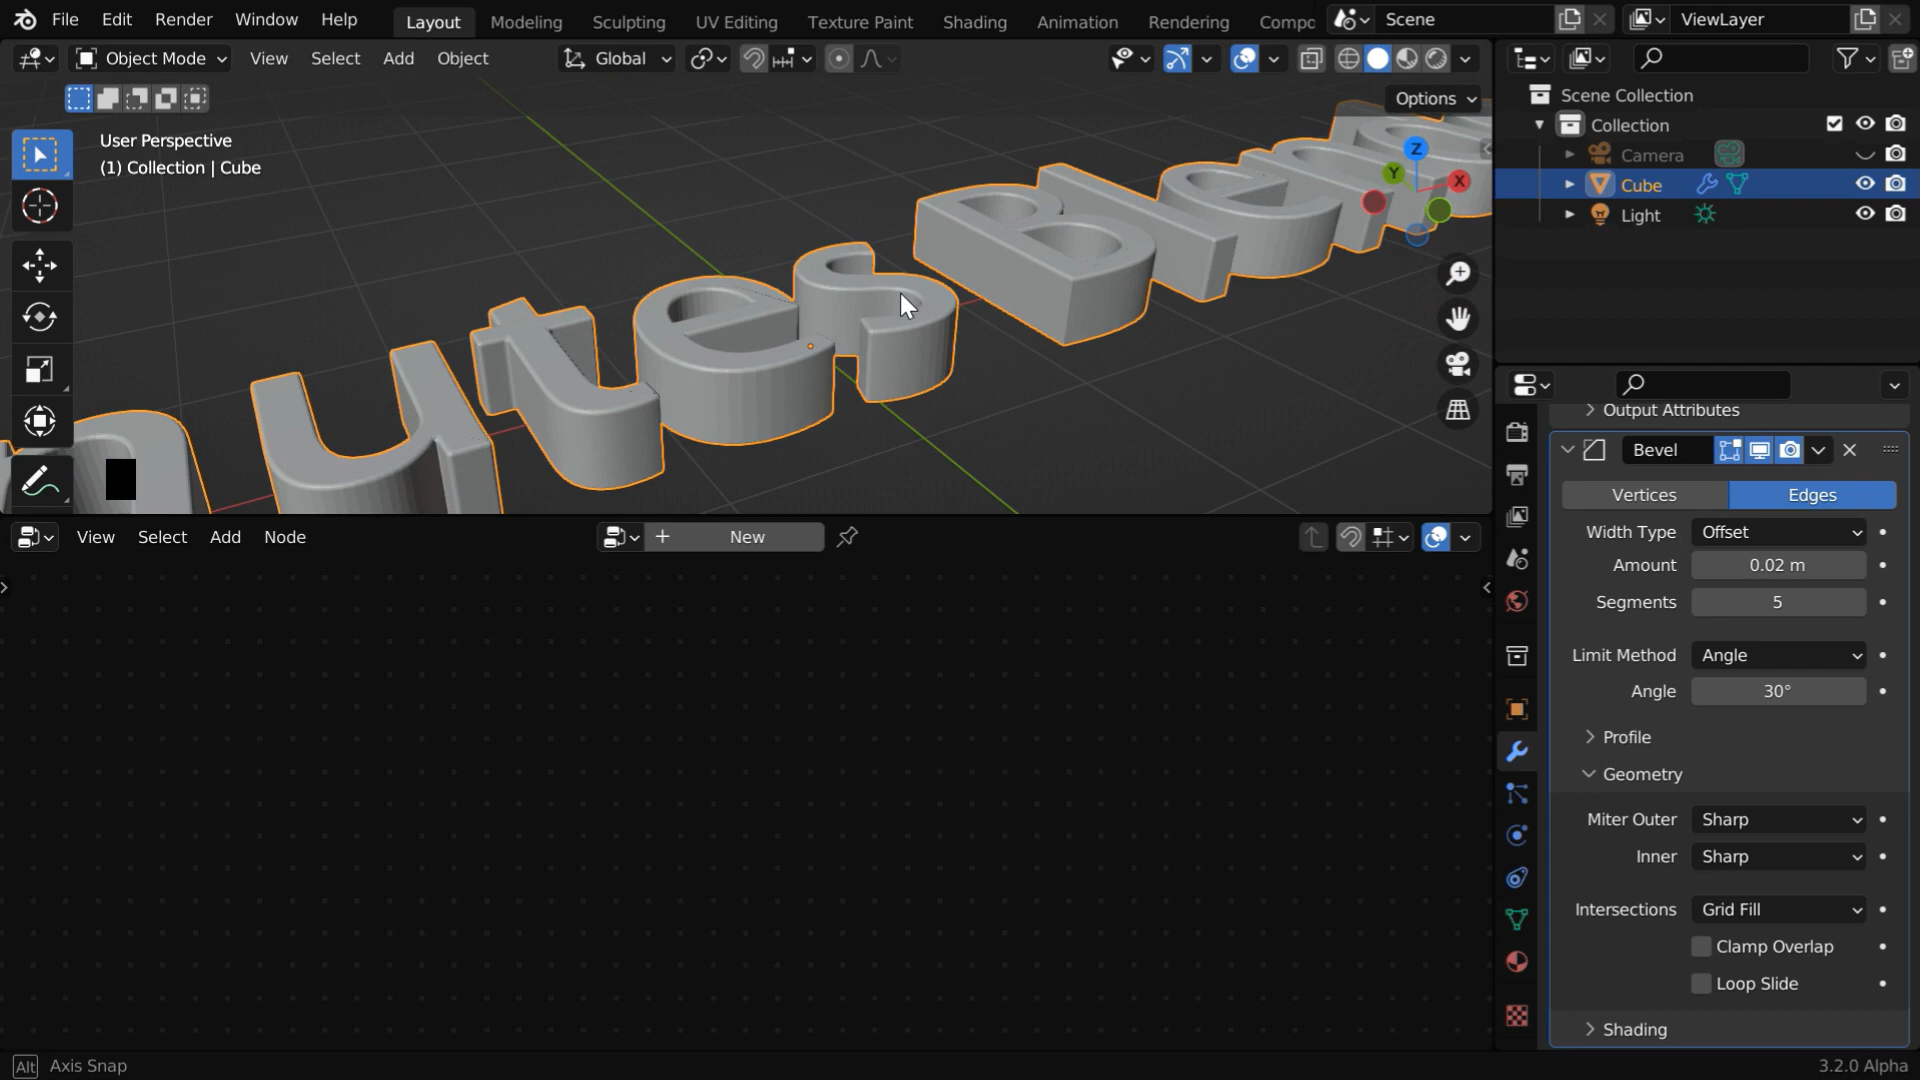 File Edit Render Window Help Layout Modeling Sculpting UV Editing Texture Paint Shading Animation Rendering Compo Scene ViewLayer
Object Mode View Select Add Object Global
Options
User Perspective
(1) Collection | Cube
Z
Y
X
utes Ble
Scene Collection
Collection
Camera
Cube
Light
Output Attributes
Bevel
Vertices Edges
Width Type Offset
Amount 0.02 m
Segments 5
Limit Method Angle
Angle 30°
Profile
Geometry
Miter Outer Sharp
Inner Sharp
Intersections Grid Fill
Clamp Overlap
Loop Slide
Shading
View Select Add Node + New
Alt Axis Snap
3.2.0 Alpha